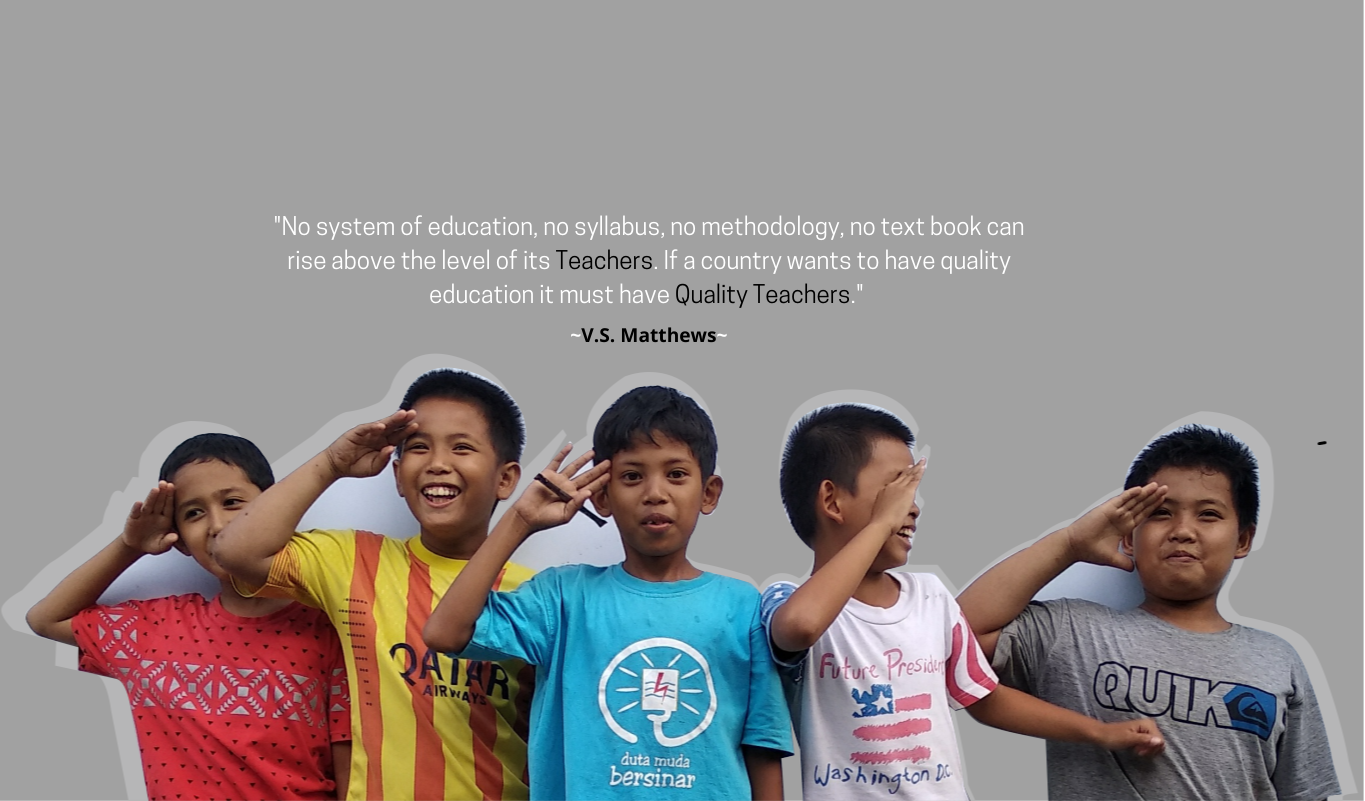 "No system of education, no syllabus, no methodology, no text book can
rise above the level of its Teachers. If a country wants to have quality
education it must have Quality Teachers."
~V.S. Matthews~
QATAR
AIRWAYS
duta muda
bersinar
Future President
Washington D.C.
QUIK